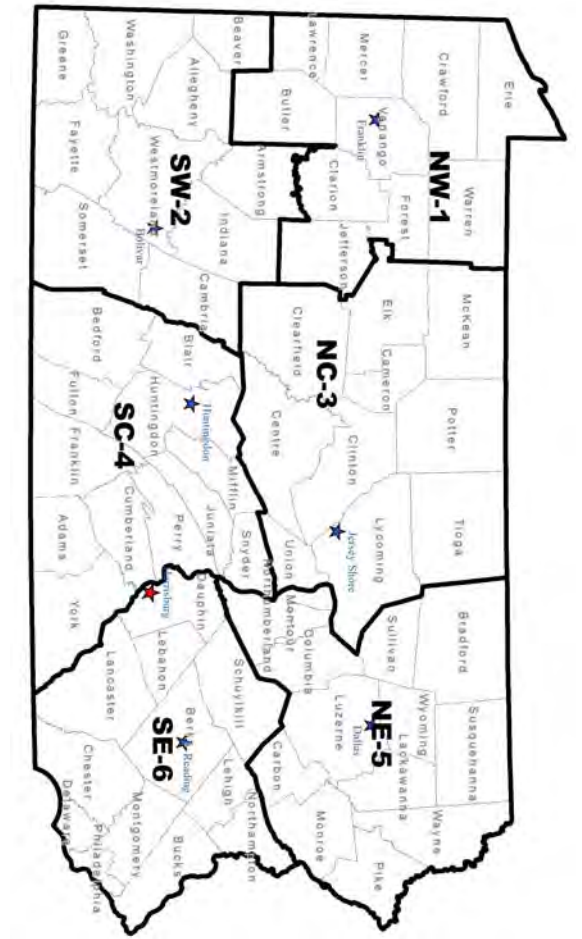 Erie
Crawford
Warren
McKean
Potter
Tioga
Bradford
Susquehanna
Wayne
Mercer
Venango
Franklin
Forest
NW-1
Elk
Cameron
Sullivan
Wyoming
Lackawanna
Pike
Lawrence
Butler
Clarion
Jefferson
Clearfield
NC-3
Clinton
Lycoming
Jersey Shore
Centre
Union
Montour
Columbia
Northumberland
Luzerne
NE-5
Dallas
Monroe
Carbon
Beaver
Allegheny
Armstrong
Indiana
Washington
Westmoreland
SW-2
Bolivar
Cambria
Blair
Huntingdon
Huntingdon
Mifflin
Juniata
Snyder
Perry
Dauphin
Schuylkill
Lehigh
Northampton
Greene
Fayette
Somerset
Bedford
Fulton
Franklin
SC-4
Cumberland
Adams
York
Lebanon
Lancaster
Berks
Reading
SE-6
Chester
Montgomery
Bucks
Delaware
Philadelphia